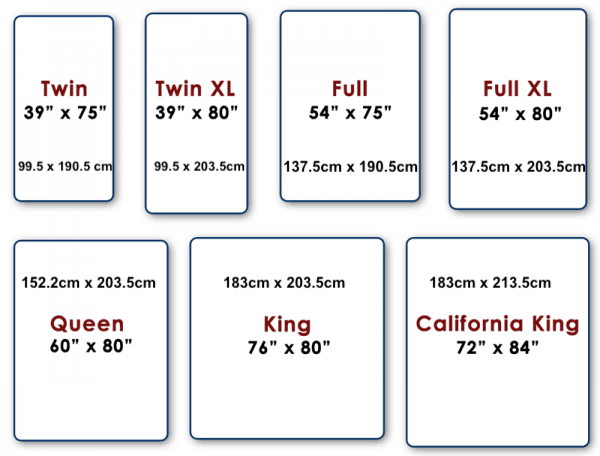 Twin
39” x 75”
99.5 x 190.5 cm
Twin XL
39” x 80”
99.5 x 203.5cm
Full
54” x 75”
137.5cm x 190.5cm
Full XL
54” x 80”
137.5cm x 203.5cm
152.2cm x 203.5cm
Queen
60” x 80”
183cm x 203.5cm
King
76” x 80”
183cm x 213.5cm
California King
72” x 84”